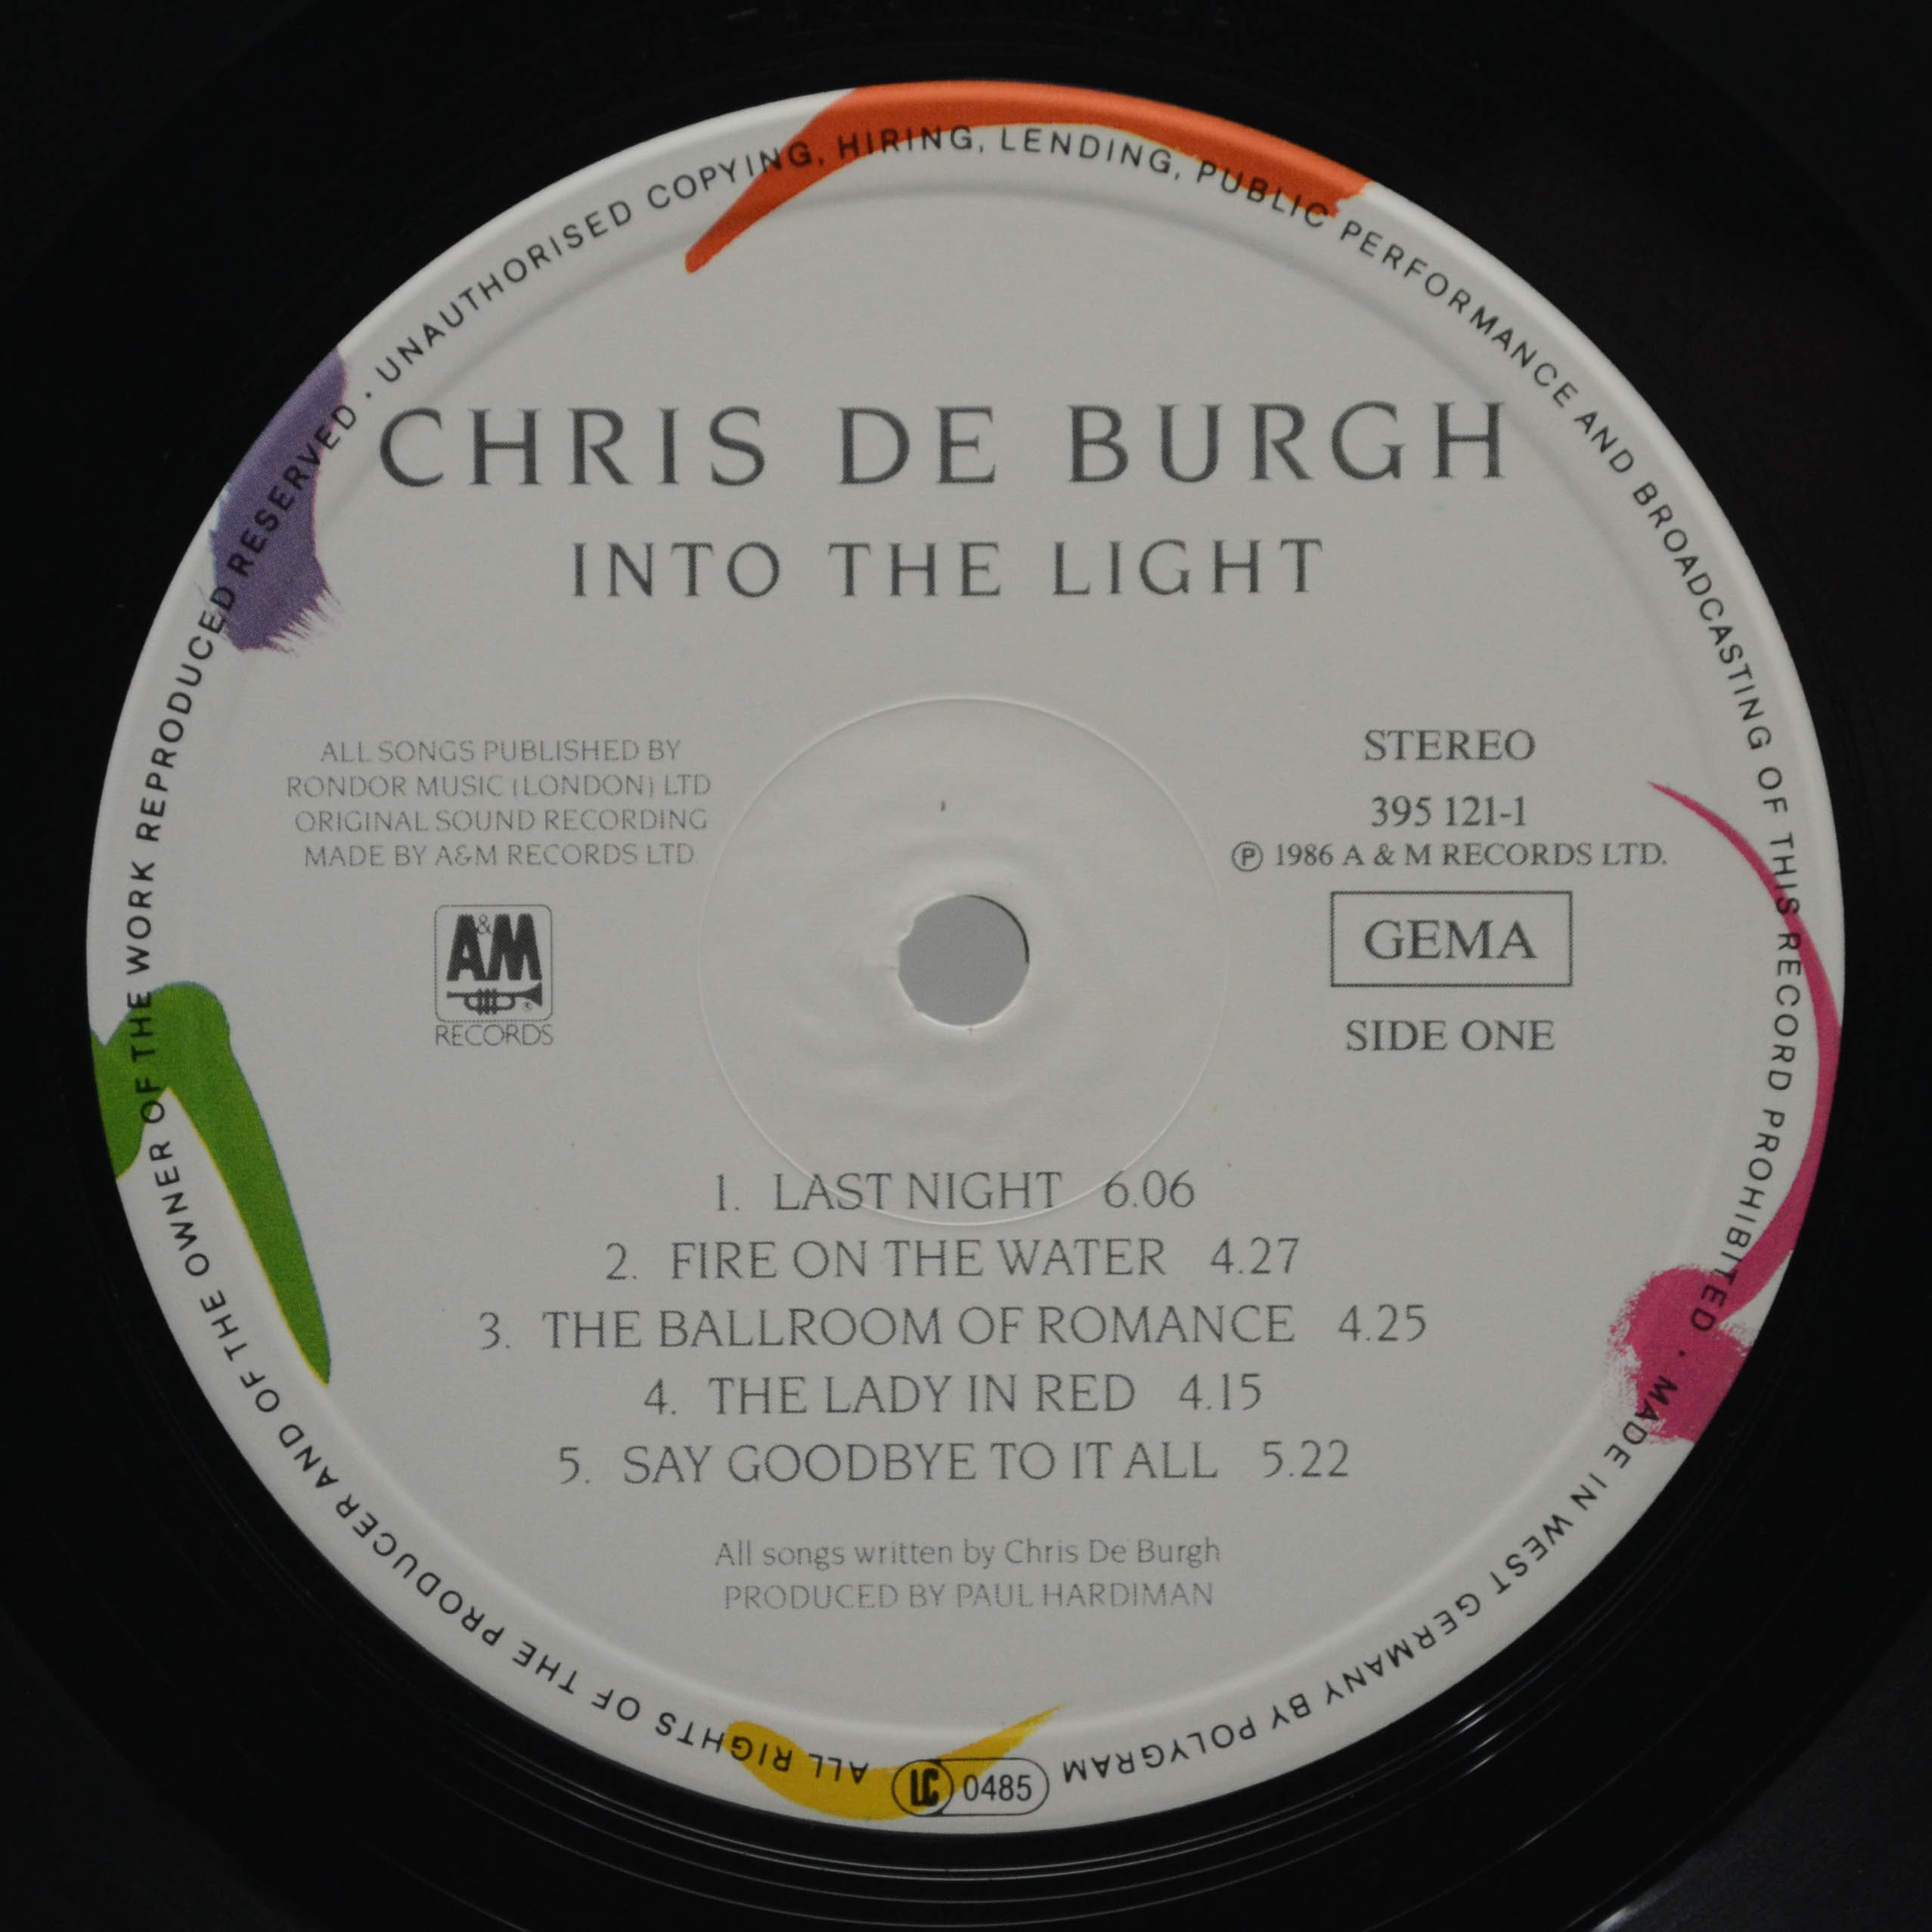 ALL RIGHTS OF THE PRODUCER AND OF THE OWNER OF THE WORK REPRODUCED RESERVED · UNAUTHORISED COPYING, HIRING, LENDING, PUBLIC PERFORMANCE AND BROADCASTING OF THIS RECORD PROHIBITED · MADE IN WEST GERMANY BY POLYGRAM
CHRIS DE BURGH
INTO THE LIGHT
ALL SONGS PUBLISHED BY
RONDOR MUSIC (LONDON) LTD
ORIGINAL SOUND RECORDING
MADE BY A&M RECORDS LTD
A&M
®
RECORDS
STEREO
395 121-1
℗ 1986 A & M RECORDS LTD.
GEMA
SIDE ONE
1. LAST NIGHT 6.06
2. FIRE ON THE WATER 4.27
3. THE BALLROOM OF ROMANCE 4.25
4. THE LADY IN RED 4.15
5. SAY GOODBYE TO IT ALL 5.22
All songs written by Chris De Burgh
PRODUCED BY PAUL HARDIMAN
LC 0485